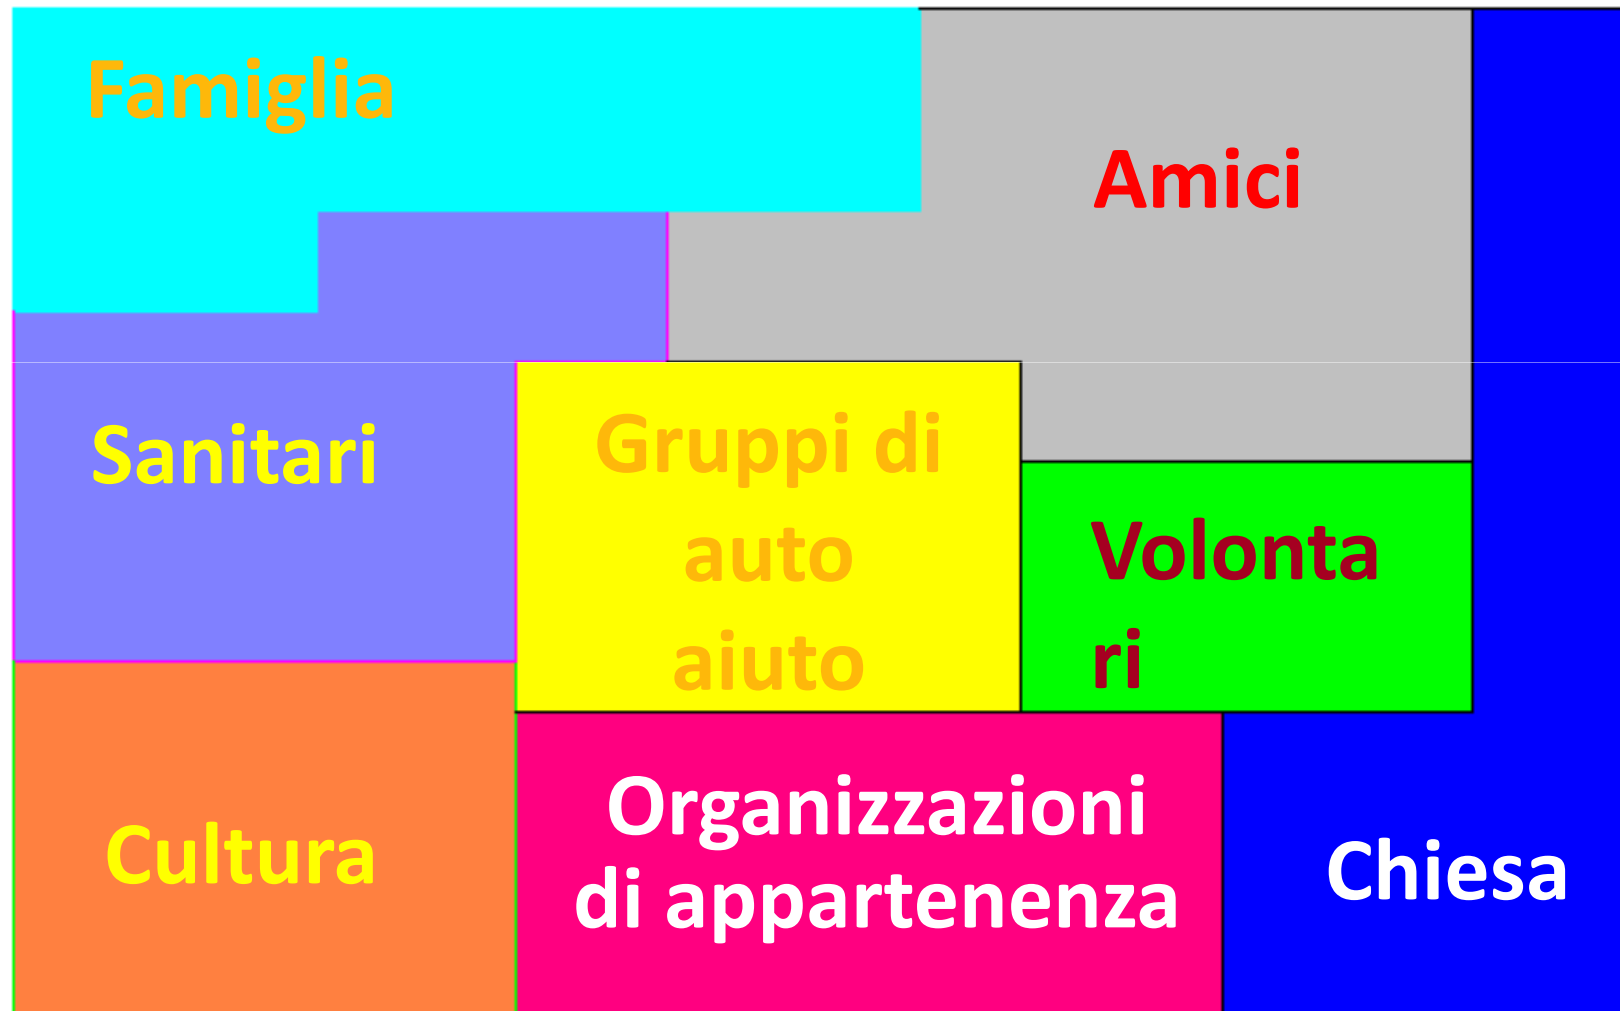 Famiglia
Amici
Sanitari
Gruppi di
auto
aiuto
Volonta
ri
Cultura
Organizzazioni
di appartenenza
Chiesa